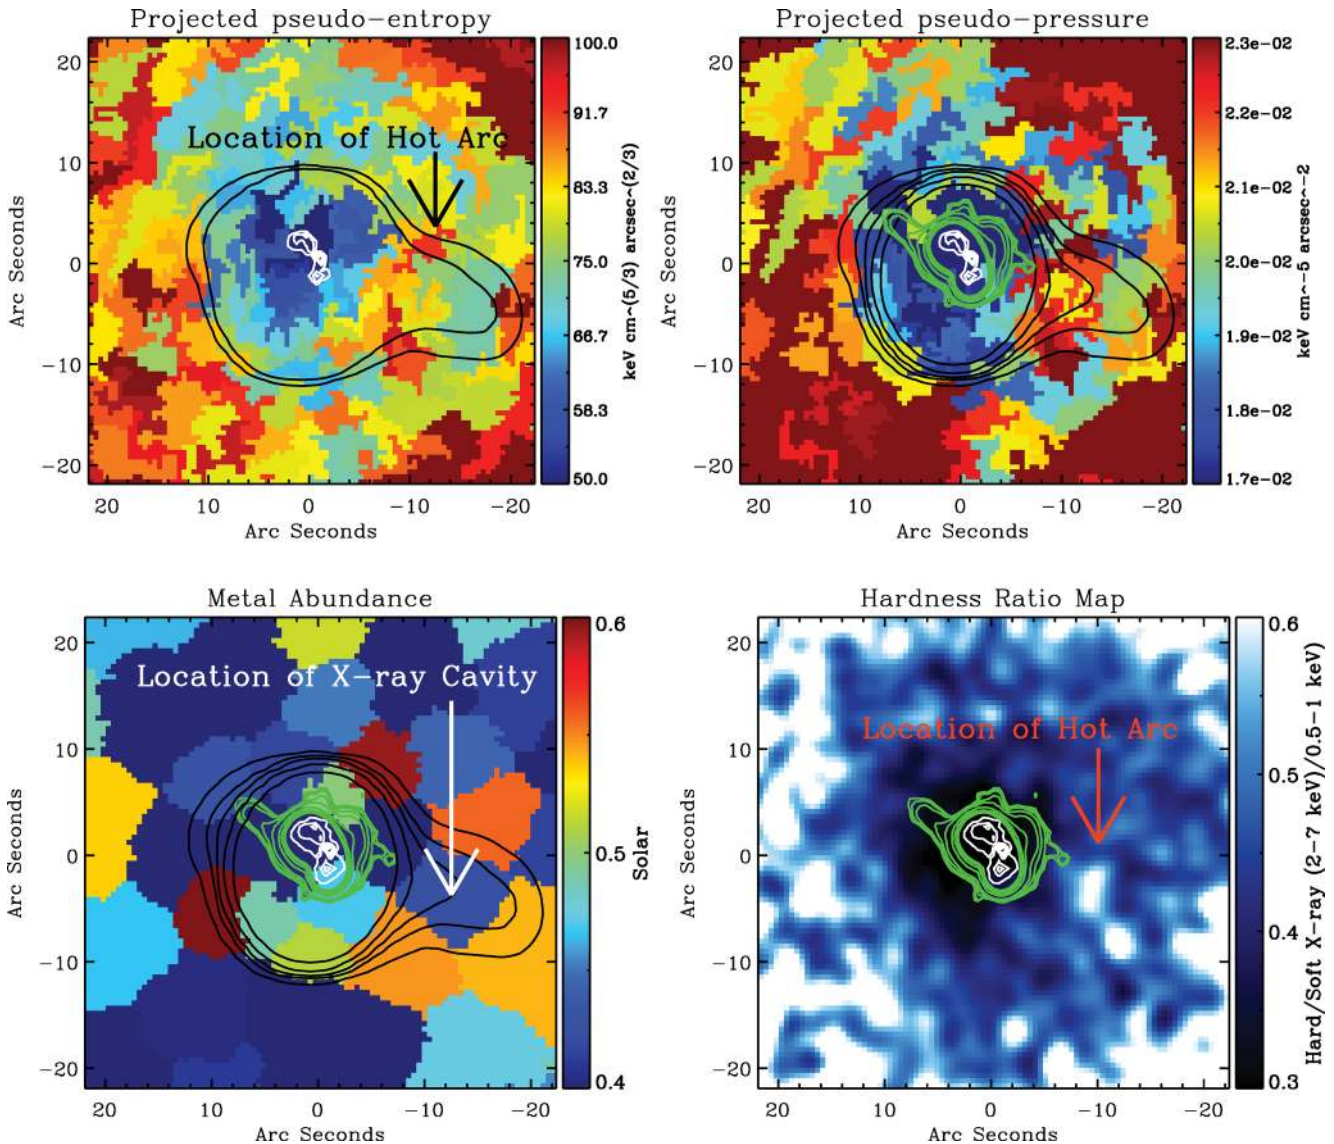 Projected pseudo-entropy
Location of Hot Arc
Arc Seconds
20
10
0
−10
−20
20 10 0 −10 −20
Arc Seconds
100.0
91.7
83.3
75.0
66.7
58.3
50.0
keV cm^(5/3) arcsec^(2/3)
Projected pseudo-pressure
Arc Seconds
20
10
0
−10
−20
20 10 0 −10 −20
Arc Seconds
2.3e-02
2.2e-02
2.1e-02
2.0e-02
1.9e-02
1.8e-02
1.7e-02
keV cm^-5 arcsec^-2
Metal Abundance
Location of X-ray Cavity
Arc Seconds
20
10
0
−10
−20
20 10 0 −10 −20
Arc Seconds
0.6
0.5
0.4
Solar
Hardness Ratio Map
Location of Hot Arc
Arc Seconds
20
10
0
−10
−20
20 10 0 −10 −20
Arc Seconds
0.6
0.5
0.4
0.3
Hard/Soft X-ray (2-7 keV)/0.5-1 keV)